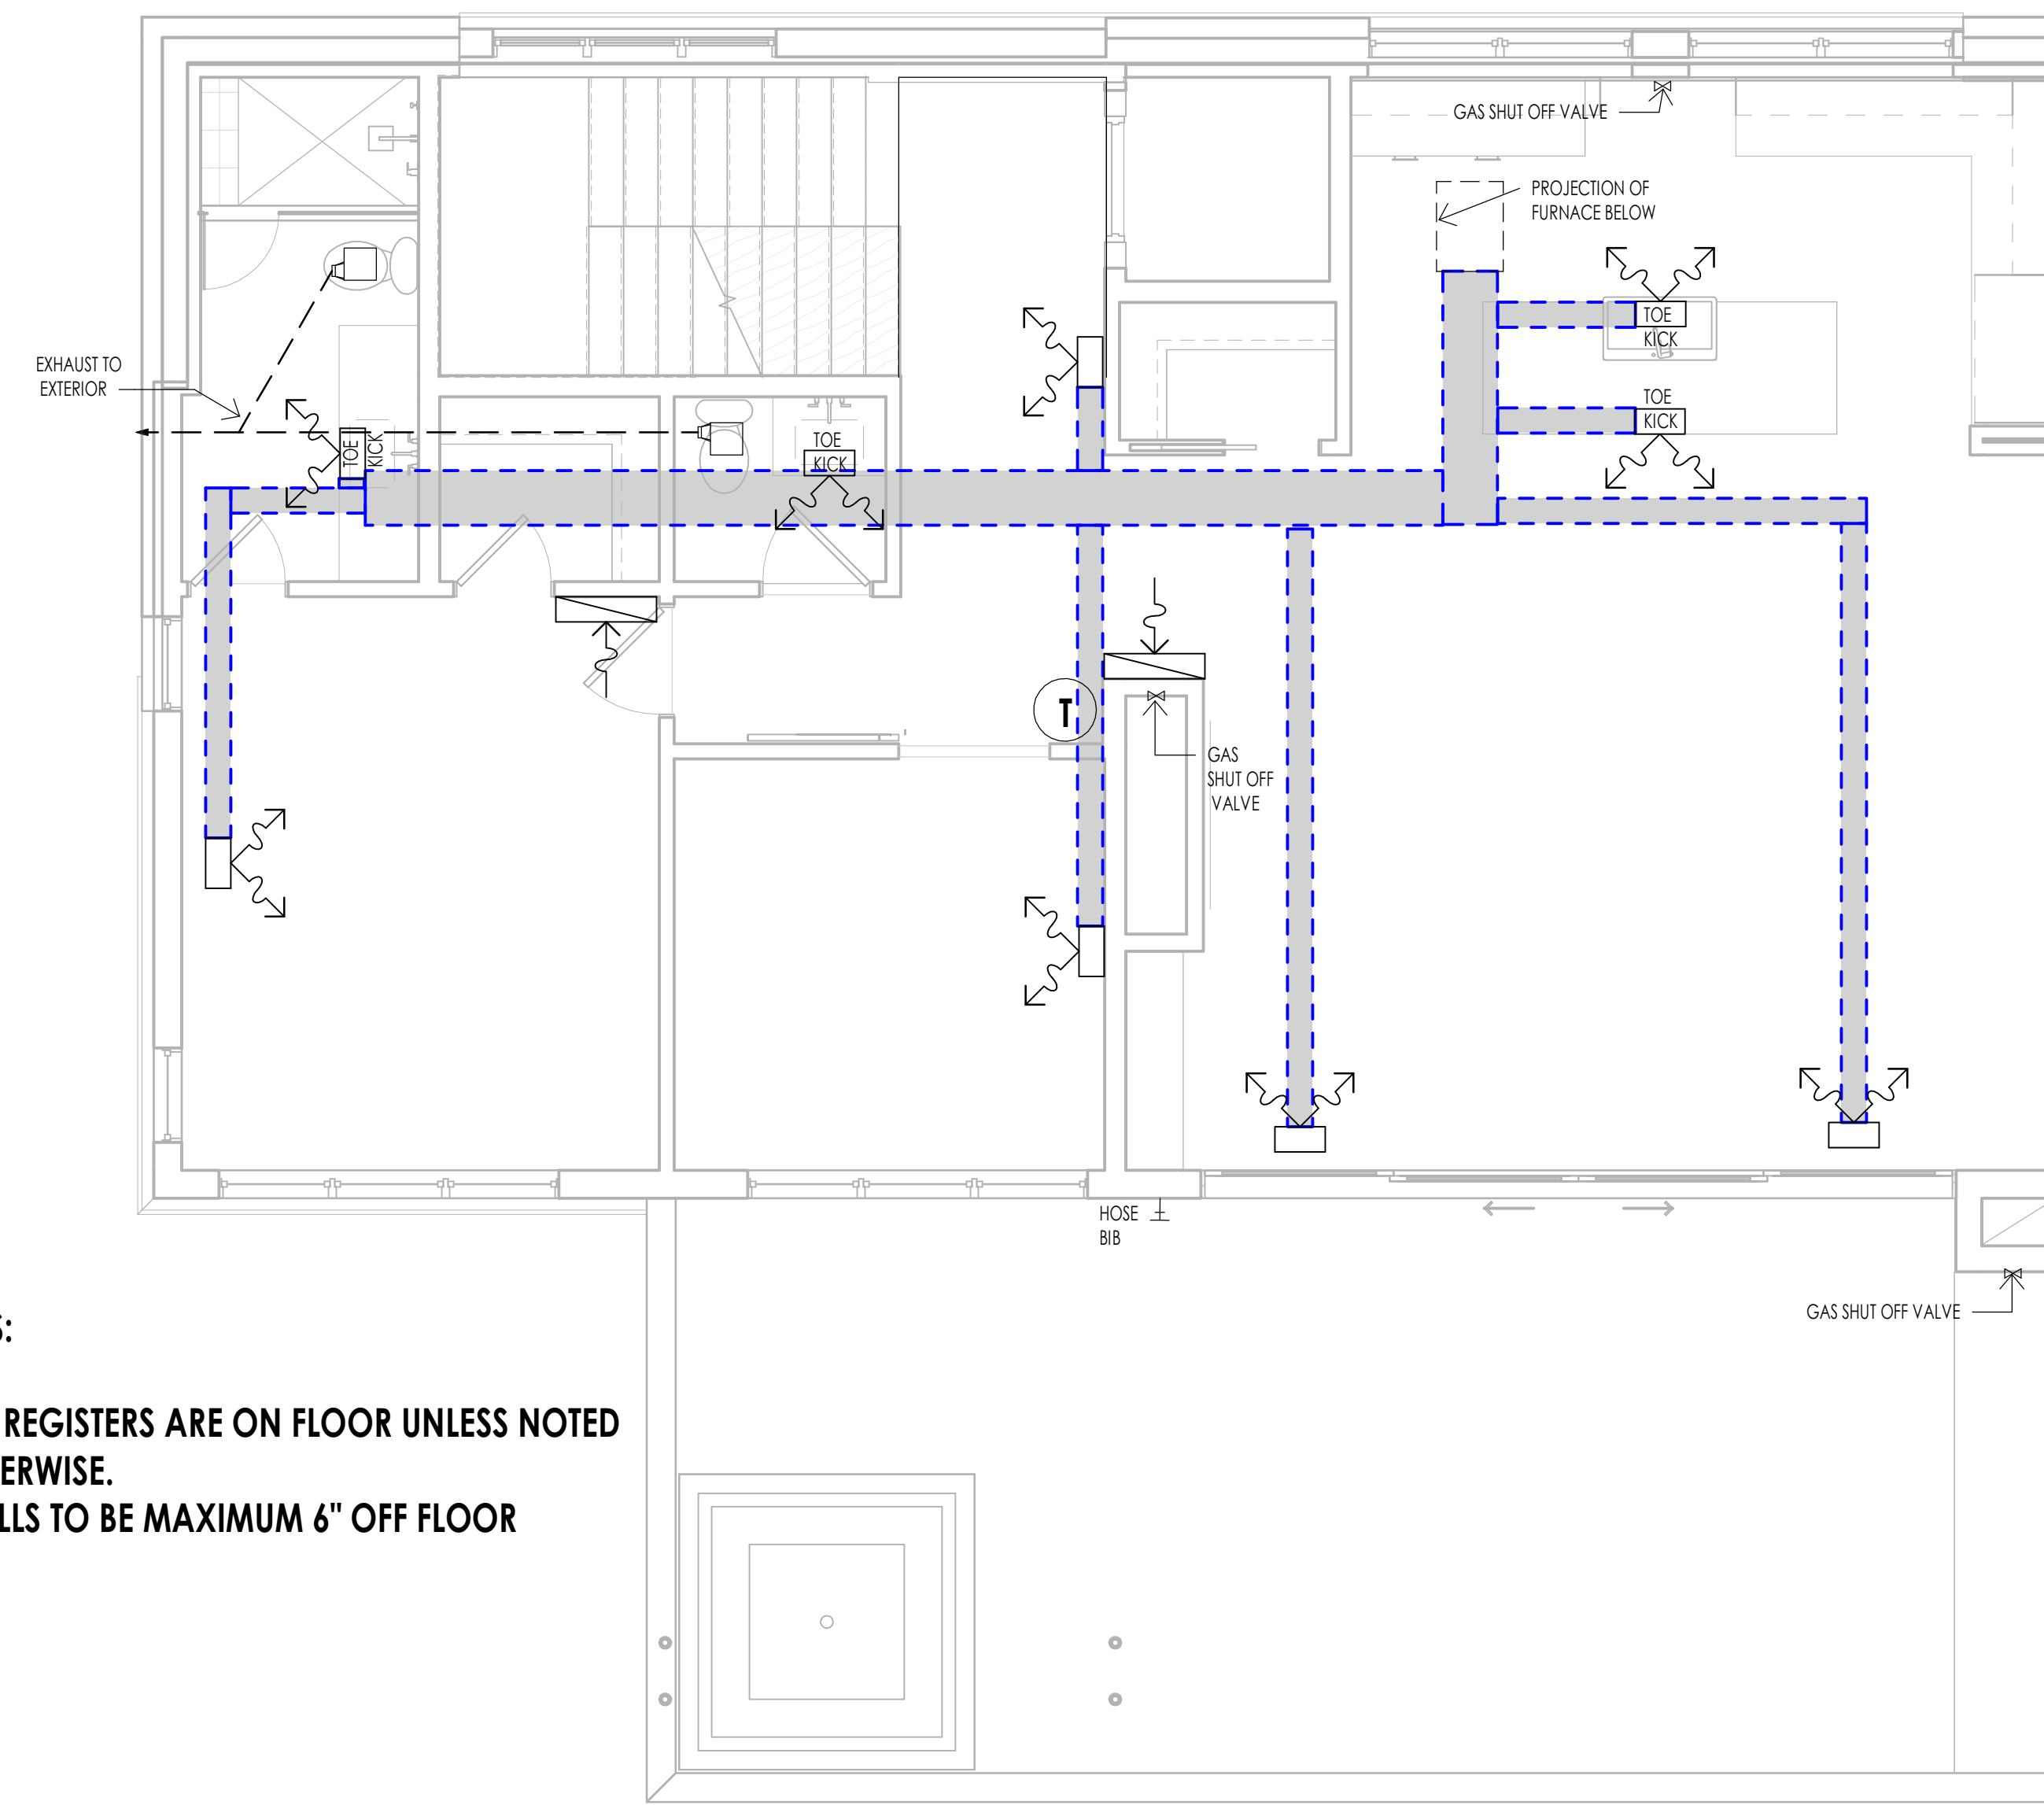 GAS SHUT OFF VALVE
PROJECTION OF
FURNACE BELOW
TOE
KICK
TOE
KICK
EXHAUST TO
EXTERIOR
TOE
KICK
TOE
KICK
T
GAS
SHUT OFF
VALVE
HOSE
BIB
GAS SHUT OFF VALVE
S:
REGISTERS ARE ON FLOOR UNLESS NOTED
ERWISE.
LLS TO BE MAXIMUM 6" OFF FLOOR